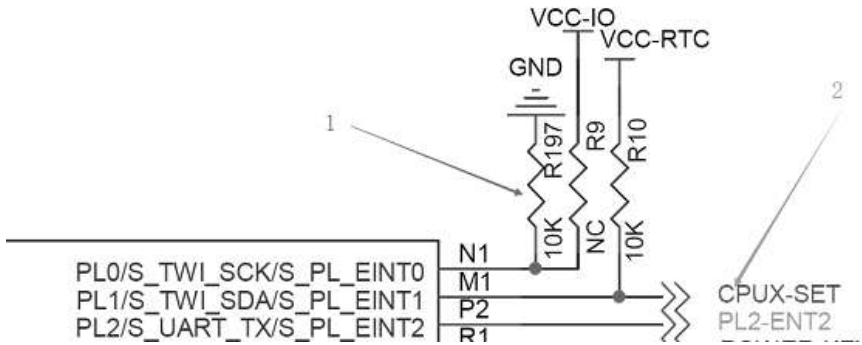 VCC-IO
VCC-RTC
GND
1
2
R197
R9
R10
10K
NC
10K
PL0/S_TWI_SCK/S_PL_EINT0
N1
PL1/S_TWI_SDA/S_PL_EINT1
M1
CPUX-SET
PL2/S_UART_TX/S_PL_EINT2
P2
PL2-ENT2
R1